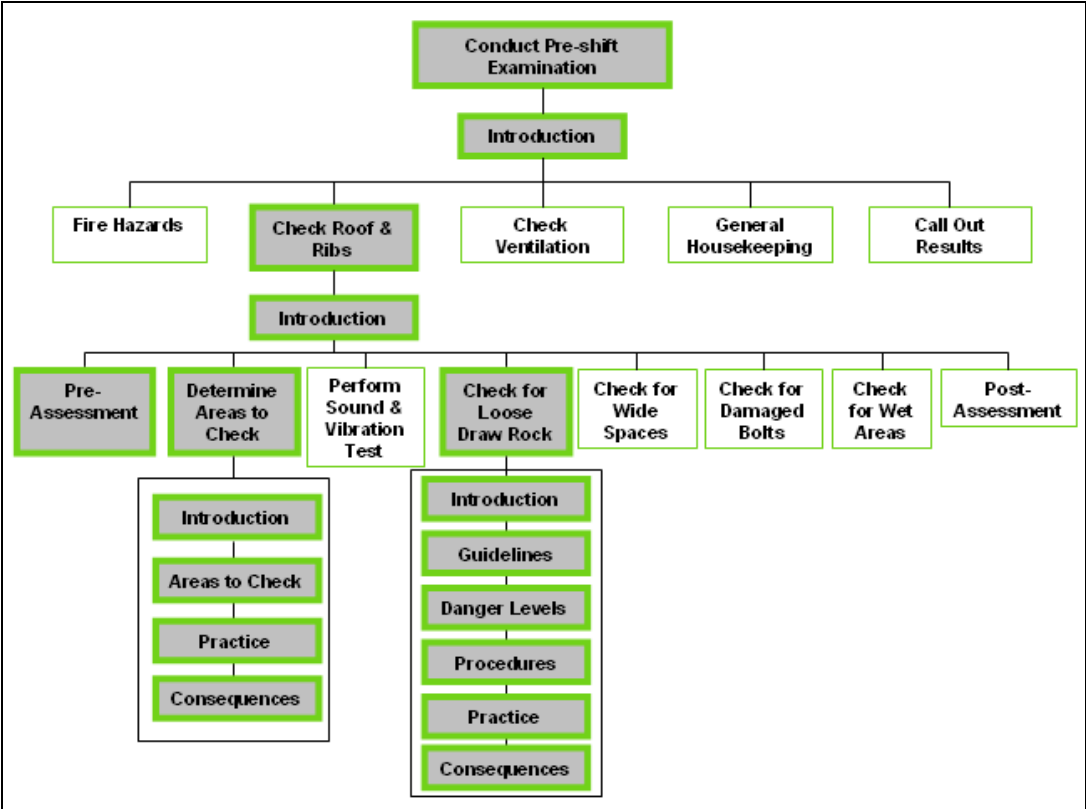 Conduct Pre-shift
Examination
Introduction
Fire Hazards
Check Roof &
Ribs
Check
Ventilation
General
Housekeeping
Call Out
Results
Introduction
Pre-
Assessment
Determine
Areas to
Check
Perform
Sound &
Vibration
Test
Check for
Loose
Draw Rock
Check for
Wide
Spaces
Check for
Damaged
Bolts
Check
for Wet
Areas
Post-
Assessment
Introduction
Areas to Check
Practice
Consequences
Introduction
Guidelines
Danger Levels
Procedures
Practice
Consequences